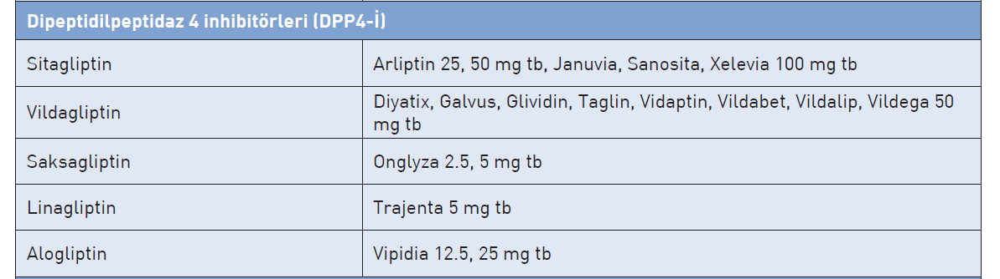 Dipeptidilpeptidaz 4 inhibitörleri (DPP4-İ)
Sitagliptin
Arliptin 25, 50 mg tb, Januvia, Sanosita, Xelevia 100 mg tb
Vildagliptin
Diyatix, Galvus, Glividin, Taglin, Vidaptin, Vildabet, Vildalip, Vildega 50
mg tb
Saksagliptin
Onglyza 2.5, 5 mg tb
Linagliptin
Trajenta 5 mg tb
Alogliptin
Vipidia 12.5, 25 mg tb